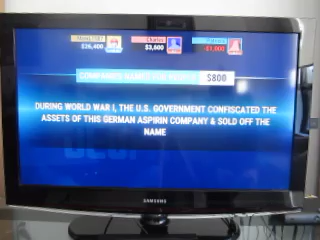 Charles
$26,400
$3,600
-$1,000
COMPANIES NAMED FOR PEOPLE
$800
DURING WORLD WAR I, THE U.S. GOVERNMENT CONFISCATED THE
ASSETS OF THIS GERMAN ASPIRIN COMPANY & SOLD OFF THE
NAME
SAMSUNG